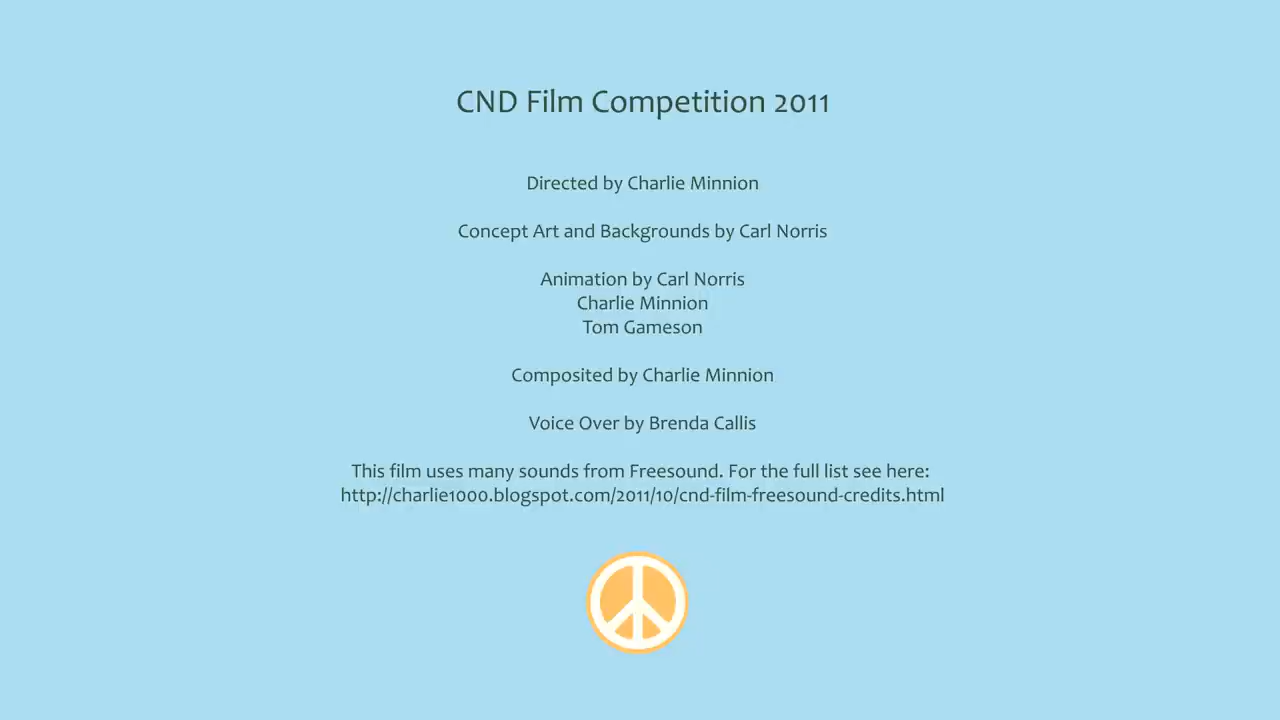 CND Film Competition 2011
Directed by Charlie Minnion
Concept Art and Backgrounds by Carl Norris
Animation by Carl Norris
Charlie Minnion
Tom Gameson
Composited by Charlie Minnion
Voice Over by Brenda Callis
This film uses many sounds from Freesound. For the full list see here:
http://charlie1000.blogspot.com/2011/10/cnd-film-freesound-credits.html